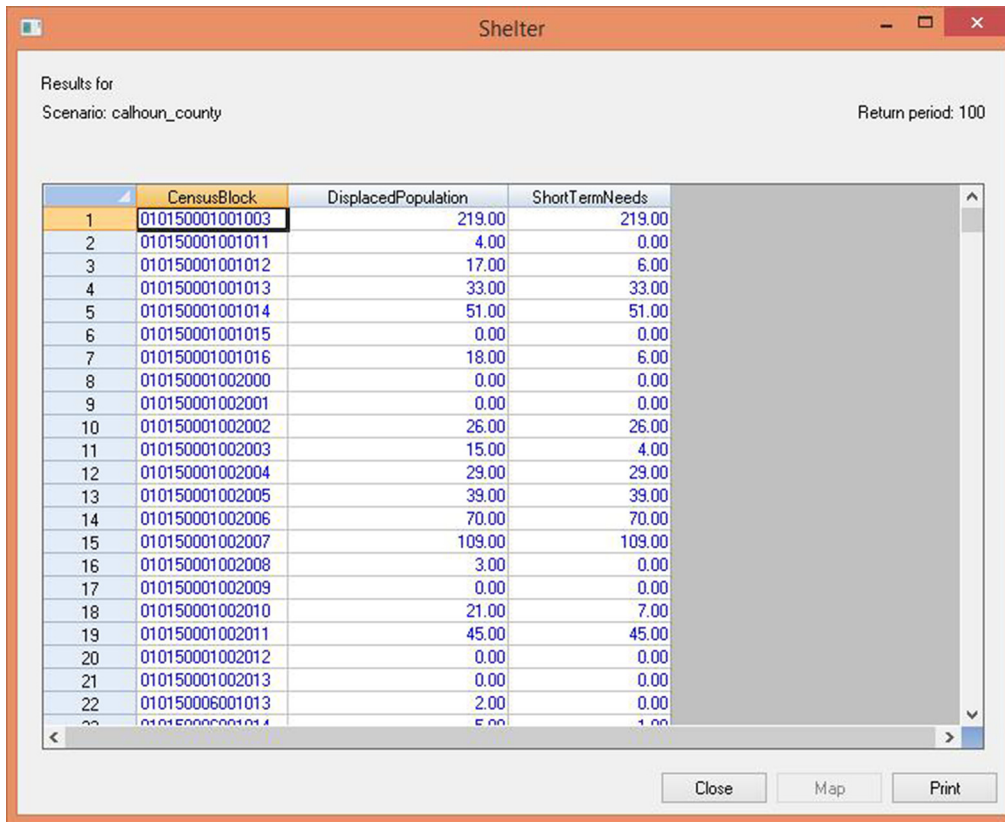 Shelter
Results for
Scenario: calhoun_county Return period: 100
CensusBlock DisplacedPopulation ShortTermNeeds
1 010150001001003 219.00 219.00
2 010150001001011 4.00 0.00
3 010150001001012 17.00 6.00
4 010150001001013 33.00 33.00
5 010150001001014 51.00 51.00
6 010150001001015 0.00 0.00
7 010150001001016 18.00 6.00
8 010150001002000 0.00 0.00
9 010150001002001 0.00 0.00
10 010150001002002 26.00 26.00
11 010150001002003 15.00 4.00
12 010150001002004 29.00 29.00
13 010150001002005 39.00 39.00
14 010150001002006 70.00 70.00
15 010150001002007 109.00 109.00
16 010150001002008 3.00 0.00
17 010150001002009 0.00 0.00
18 010150001002010 21.00 7.00
19 010150001002011 45.00 45.00
20 010150001002012 0.00 0.00
21 010150001002013 0.00 0.00
22 010150006001013 2.00 0.00
Close Map Print